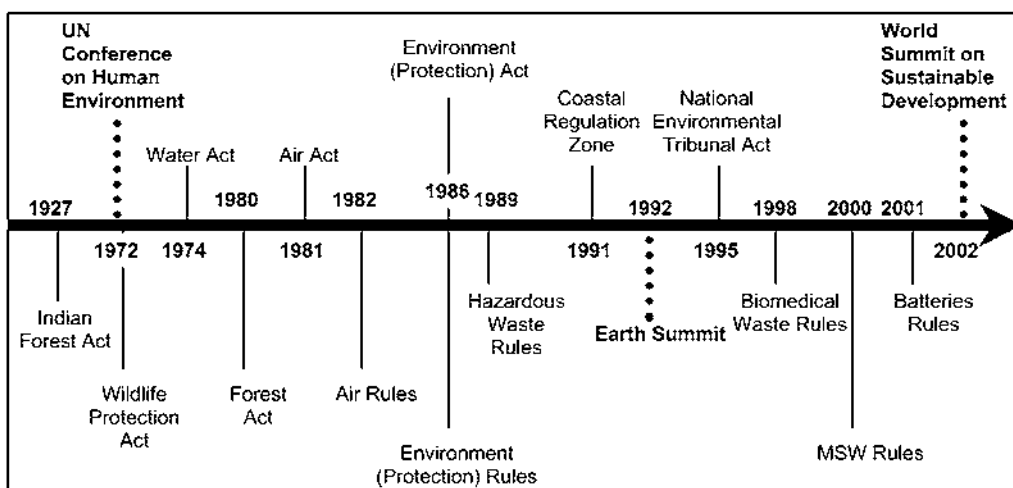 UN
Conference
on Human
Environment
Environment
(Protection) Act
World
Summit on
Sustainable
Development
Coastal
Regulation
Zone
National
Environmental
Tribunal Act
Water Act
Air Act
1927
1980
1982
1986
1989
1992
1998
2000
2001
1972
1974
1981
1991
1995
2002
Indian
Forest Act
Hazardous
Waste
Rules
Earth Summit
Biomedical
Waste Rules
Batteries
Rules
Wildlife
Protection
Act
Forest
Act
Air Rules
Environment
(Protection) Rules
MSW Rules